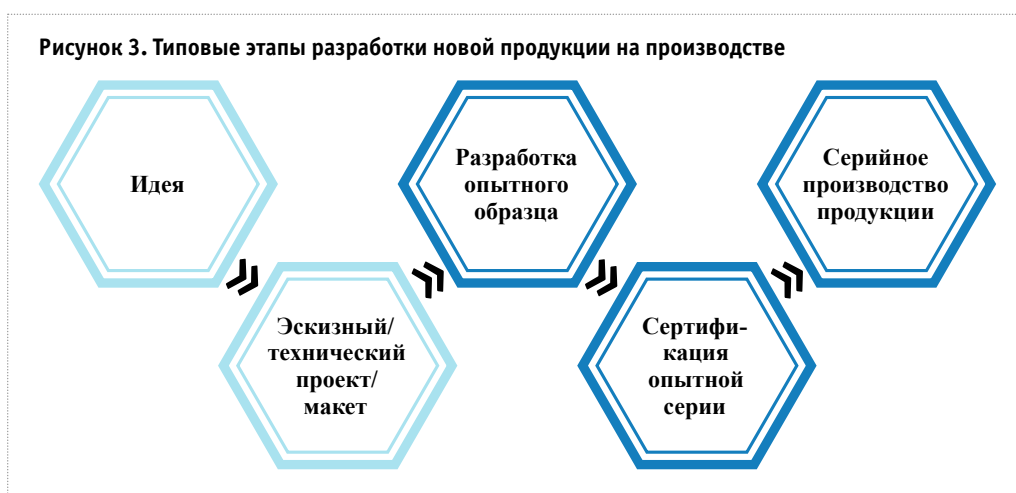 Рисунок 3. Типовые этапы разработки новой продукции на производстве
Идея
Эскизный/
технический
проект/
макет
Разработка
опытного
образца
Сертифи-
кация
опытной
серии
Серийное
производство
продукции